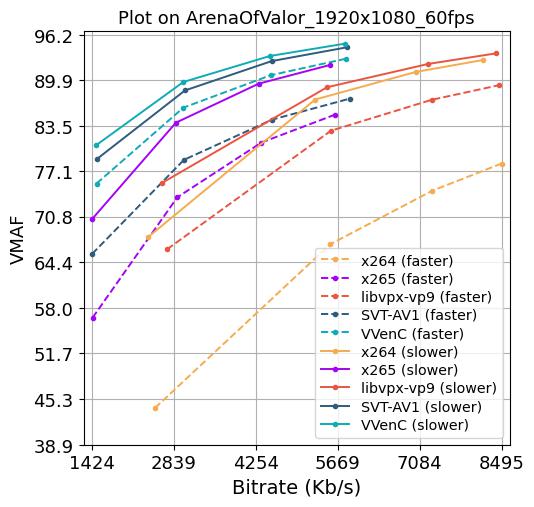 Plot on ArenaOfValor_1920x1080_60fps
96.2
89.9
83.5
77.1
70.8
64.4
58.0
51.7
45.3
38.9
VMAF
x264 (faster)
x265 (faster)
libvpx-vp9 (faster)
SVT-AV1 (faster)
VVenC (faster)
x264 (slower)
x265 (slower)
libvpx-vp9 (slower)
SVT-AV1 (slower)
VVenC (slower)
1424 2839 4254 5669 7084 8495
Bitrate (Kb/s)